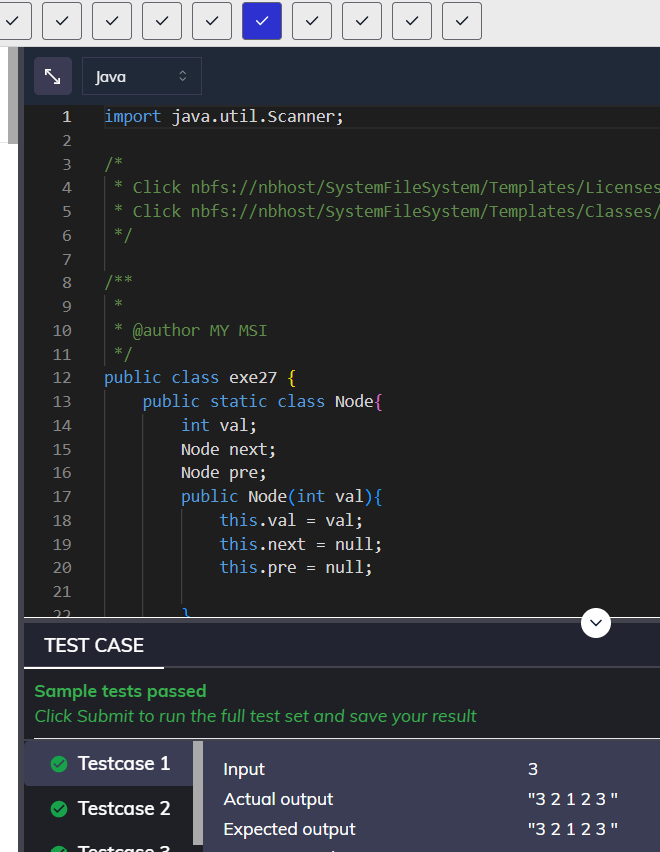 Java
1 import java.util.Scanner;
2
3 /*
4 * Click nbfs://nbhost/SystemFileSystem/Templates/Licenses
5 * Click nbfs://nbhost/SystemFileSystem/Templates/Classes/
6 */
7
8 /**
9 *
10 * @author MY MSI
11 */
12 public class exe27 {
13 public static class Node{
14 int val;
15 Node next;
16 Node pre;
17 public Node(int val){
18 this.val = val;
19 this.next = null;
20 this.pre = null;
21
22 }
TEST CASE
Sample tests passed
Click Submit to run the full test set and save your result
Testcase 1
Input 3
Actual output "3 2 1 2 3 "
Testcase 2
Expected output "3 2 1 2 3 "
Testcase 3